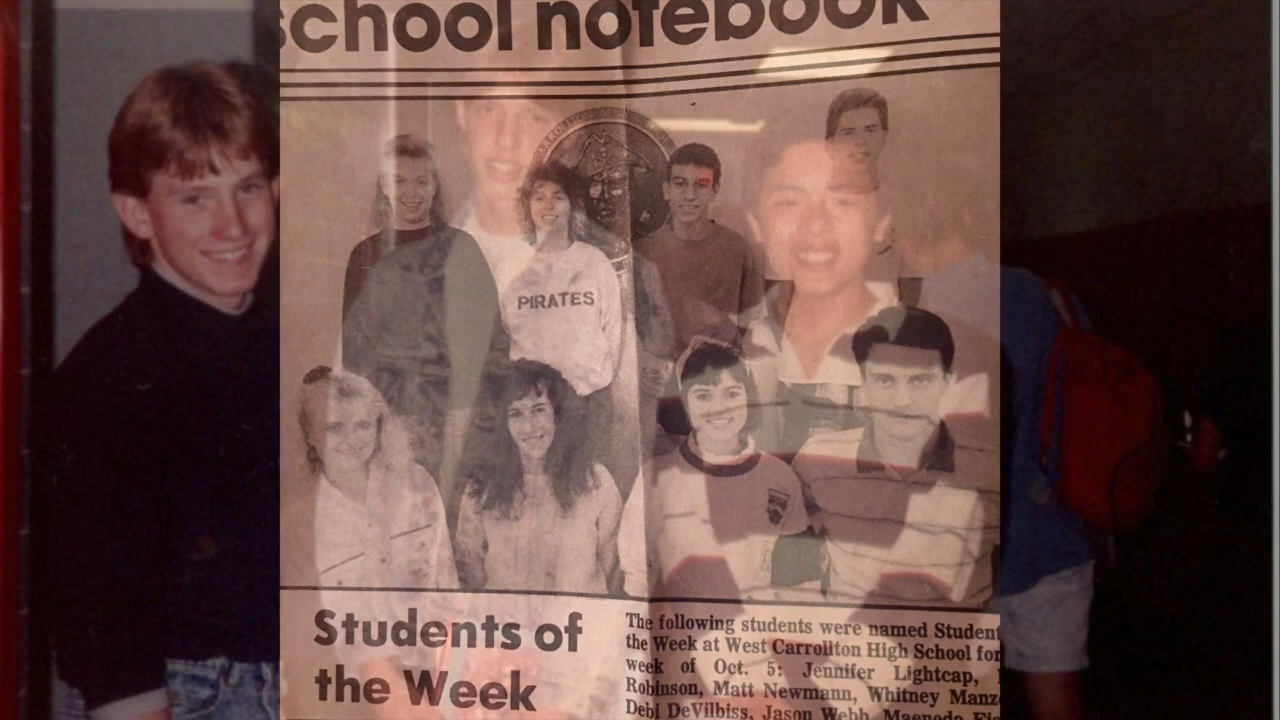 school notebook
PIRATES
Students of
the Week
The following students were named Student
the Week at West Carrollton High School for
week of Oct. 5: Jennifer Lightcap,
Robinson, Matt Newmann, Whitney Manz
Debi DeVilbiss, Jason Webb,